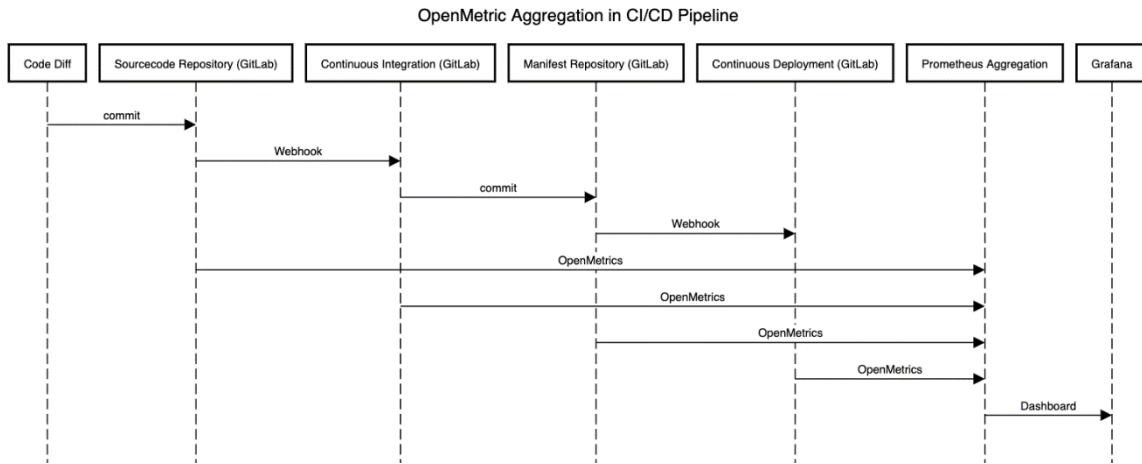 OpenMetric Aggregation in CI/CD Pipeline
Code Diff
Sourcecode Repository (GitLab)
Continuous Integration (GitLab)
Manifest Repository (GitLab)
Continuous Deployment (GitLab)
Prometheus Aggregation
Grafana
commit
Webhook
commit
Webhook
OpenMetrics
OpenMetrics
OpenMetrics
OpenMetrics
Dashboard